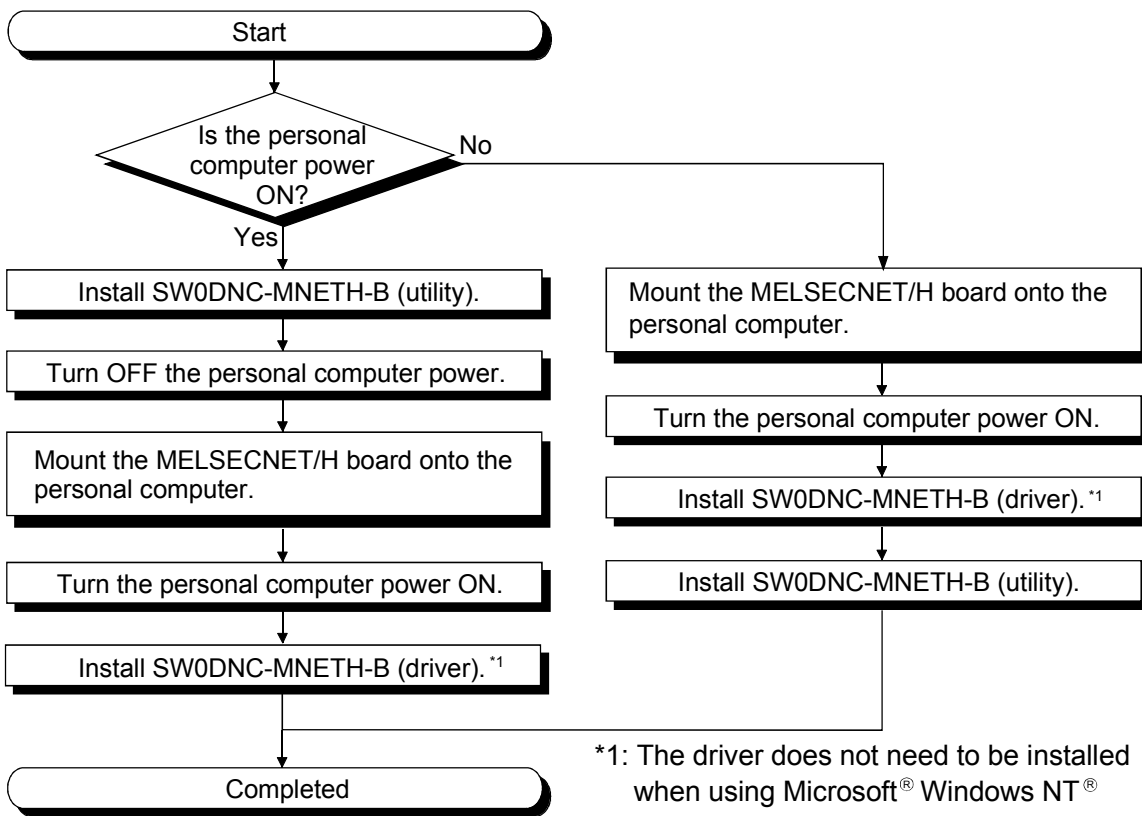 Start
Is the personal
computer power
ON?
No
Yes
Install SW0DNC-MNETH-B (utility).
Turn OFF the personal computer power.
Mount the MELSECNET/H board onto the
personal computer.
Turn the personal computer power ON.
Install SW0DNC-MNETH-B (driver). *1
Mount the MELSECNET/H board onto the
personal computer.
Turn the personal computer power ON.
Install SW0DNC-MNETH-B (driver). *1
Install SW0DNC-MNETH-B (utility).
Completed
*1: The driver does not need to be installed
when using Microsoft® Windows NT®